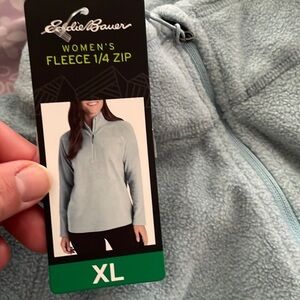 Eddie Bauer
WOMEN'S
FLEECE 1/4 ZIP
XL